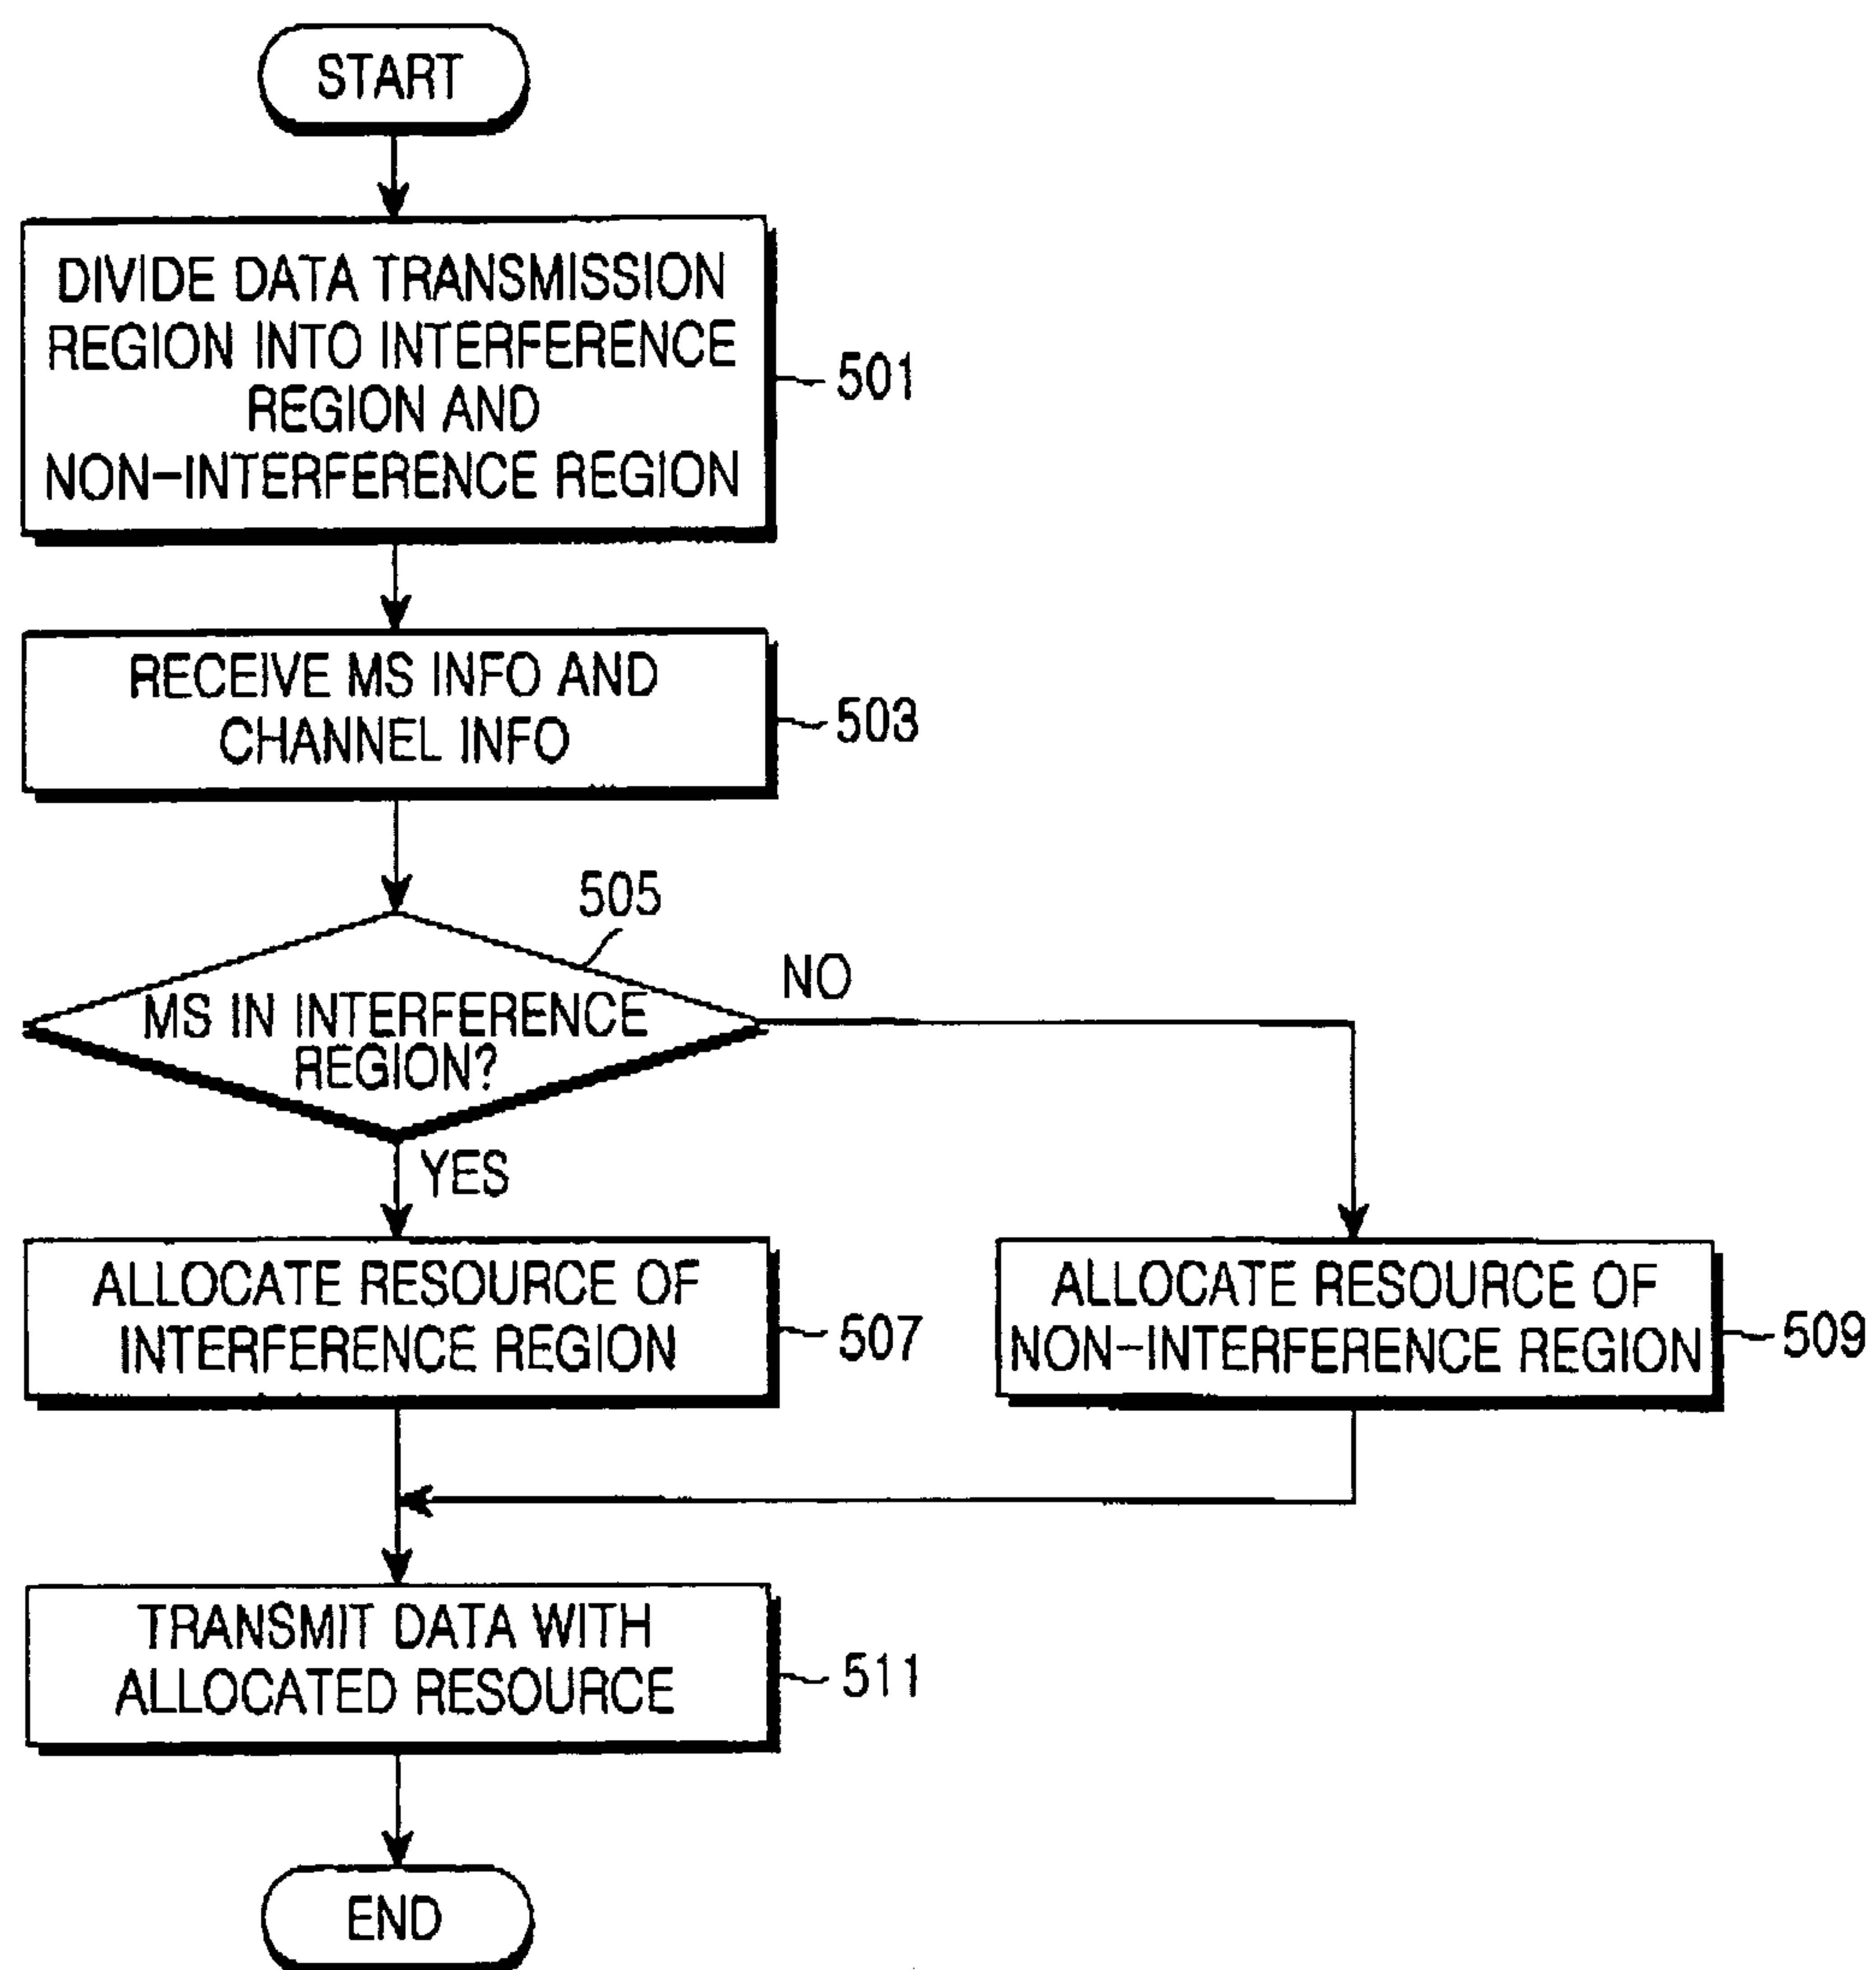 START
DIVIDE DATA TRANSMISSION
REGION INTO INTERFERENCE
REGION AND
NON-INTERFERENCE REGION
501
RECEIVE MS INFO AND
CHANNEL INFO
503
505
MS IN INTERFERENCE
REGION?
NO
YES
ALLOCATE RESOURCE OF
INTERFERENCE REGION
507
ALLOCATE RESOURCE OF
NON-INTERFERENCE REGION
509
TRANSMIT DATA WITH
ALLOCATED RESOURCE
511
END